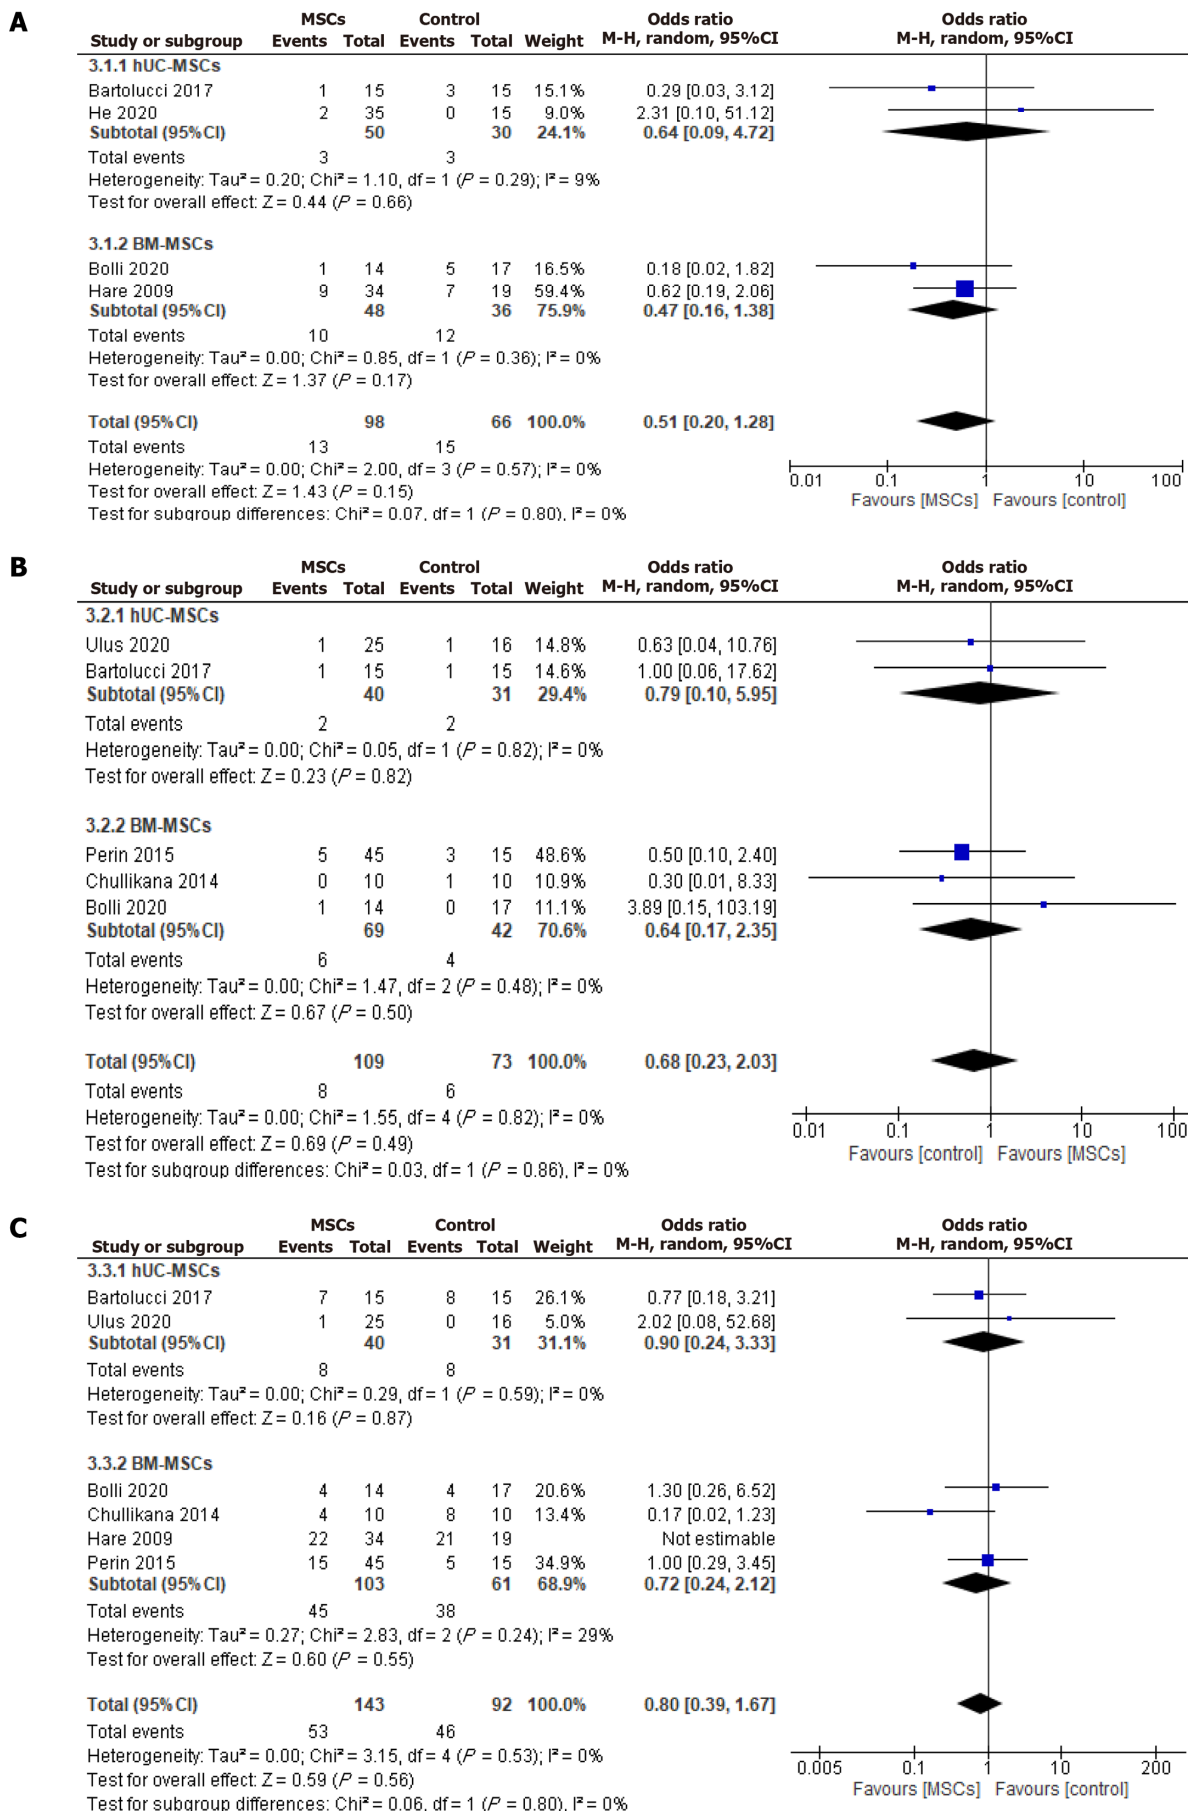 A
MSCs Control Odds ratio Odds ratio
Study or subgroup Events Total Events Total Weight M-H, random, 95%CI M-H, random, 95%CI
3.1.1 hUC-MSCs
Bartolucci 2017 1 15 3 15 15.1% 0.29 [0.03, 3.12]
He 2020 2 35 0 15 9.0% 2.31 [0.10, 51.12]
Subtotal (95%CI) 50 30 24.1% 0.64 [0.09, 4.72]
Total events 3 3
Heterogeneity: Tau² = 0.20; Chi² = 1.10, df = 1 (P = 0.29); I² = 9%
Test for overall effect: Z = 0.44 (P = 0.66)
3.1.2 BM-MSCs
Bolli 2020 1 14 5 17 16.5% 0.18 [0.02, 1.82]
Hare 2009 9 34 7 19 59.4% 0.62 [0.19, 2.06]
Subtotal (95%CI) 48 36 75.9% 0.47 [0.16, 1.38]
Total events 10 12
Heterogeneity: Tau² = 0.00; Chi² = 0.85, df = 1 (P = 0.36); I² = 0%
Test for overall effect: Z = 1.37 (P = 0.17)
Total (95%CI) 98 66 100.0% 0.51 [0.20, 1.28]
Total events 13 15
Heterogeneity: Tau² = 0.00; Chi² = 2.00, df = 3 (P = 0.57); I² = 0%
Test for overall effect: Z = 1.43 (P = 0.15)
Test for subgroup differences: Chi² = 0.07, df = 1 (P = 0.80), I² = 0%
0.01 0.1 1 10 100
Favours [MSCs] Favours [control]
B
MSCs Control Odds ratio Odds ratio
Study or subgroup Events Total Events Total Weight M-H, random, 95%CI M-H, random, 95%CI
3.2.1 hUC-MSCs
Ulus 2020 1 25 1 16 14.8% 0.63 [0.04, 10.76]
Bartolucci 2017 1 15 1 15 14.6% 1.00 [0.06, 17.62]
Subtotal (95%CI) 40 31 29.4% 0.79 [0.10, 5.95]
Total events 2 2
Heterogeneity: Tau² = 0.00; Chi² = 0.05, df = 1 (P = 0.82); I² = 0%
Test for overall effect: Z = 0.23 (P = 0.82)
3.2.2 BM-MSCs
Perin 2015 5 45 3 15 48.6% 0.50 [0.10, 2.40]
Chullikana 2014 0 10 1 10 10.9% 0.30 [0.01, 8.33]
Bolli 2020 1 14 0 17 11.1% 3.89 [0.15, 103.19]
Subtotal (95%CI) 69 42 70.6% 0.64 [0.17, 2.35]
Total events 6 4
Heterogeneity: Tau² = 0.00; Chi² = 1.47, df = 2 (P = 0.48); I² = 0%
Test for overall effect: Z = 0.67 (P = 0.50)
Total (95%CI) 109 73 100.0% 0.68 [0.23, 2.03]
Total events 8 6
Heterogeneity: Tau² = 0.00; Chi² = 1.55, df = 4 (P = 0.82); I² = 0%
Test for overall effect: Z = 0.69 (P = 0.49)
Test for subgroup differences: Chi² = 0.03, df = 1 (P = 0.86), I² = 0%
0.01 0.1 1 10 100
Favours [control] Favours [MSCs]
C
MSCs Control Odds ratio Odds ratio
Study or subgroup Events Total Events Total Weight M-H, random, 95%CI M-H, random, 95%CI
3.3.1 hUC-MSCs
Bartolucci 2017 7 15 8 15 26.1% 0.77 [0.18, 3.21]
Ulus 2020 1 25 0 16 5.0% 2.02 [0.08, 52.68]
Subtotal (95%CI) 40 31 31.1% 0.90 [0.24, 3.33]
Total events 8 8
Heterogeneity: Tau² = 0.00; Chi² = 0.29, df = 1 (P = 0.59); I² = 0%
Test for overall effect: Z = 0.16 (P = 0.87)
3.3.2 BM-MSCs
Bolli 2020 4 14 4 17 20.6% 1.30 [0.26, 6.52]
Chullikana 2014 4 10 8 10 13.4% 0.17 [0.02, 1.23]
Hare 2009 22 34 21 19 Not estimable
Perin 2015 15 45 5 15 34.9% 1.00 [0.29, 3.45]
Subtotal (95%CI) 103 61 68.9% 0.72 [0.24, 2.12]
Total events 45 38
Heterogeneity: Tau² = 0.27; Chi² = 2.83, df = 2 (P = 0.24); I² = 29%
Test for overall effect: Z = 0.60 (P = 0.55)
Total (95%CI) 143 92 100.0% 0.80 [0.39, 1.67]
Total events 53 46
Heterogeneity: Tau² = 0.00; Chi² = 3.15, df = 4 (P = 0.53); I² = 0%
Test for overall effect: Z = 0.59 (P = 0.56)
Test for subgroup differences: Chi² = 0.06, df = 1 (P = 0.80), I² = 0%
0.005 0.1 1 10 200
Favours [MSCs] Favours [control]